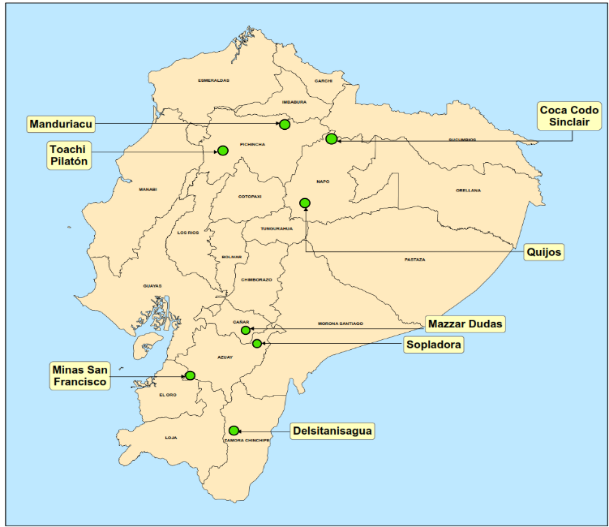 ESMERALDAS
CARCHI
IMBABURA
Manduriacu
Coca Codo
Sinclair
SUCUMBIOS
Toachi
Pilatón
PICHINCHA
MANABI
NAPO
ORELLANA
COTOPAXI
LOS RIOS
TUNGURAHUA
Quijos
BOLIVAR
PASTAZA
CHIMBORAZO
GUAYAS
CAÑAR
MORONA SANTIAGO
Mazzar Dudas
Sopladora
AZUAY
Minas San
Francisco
EL ORO
Delsitanisagua
LOJA
ZAMORA CHINCHIPE